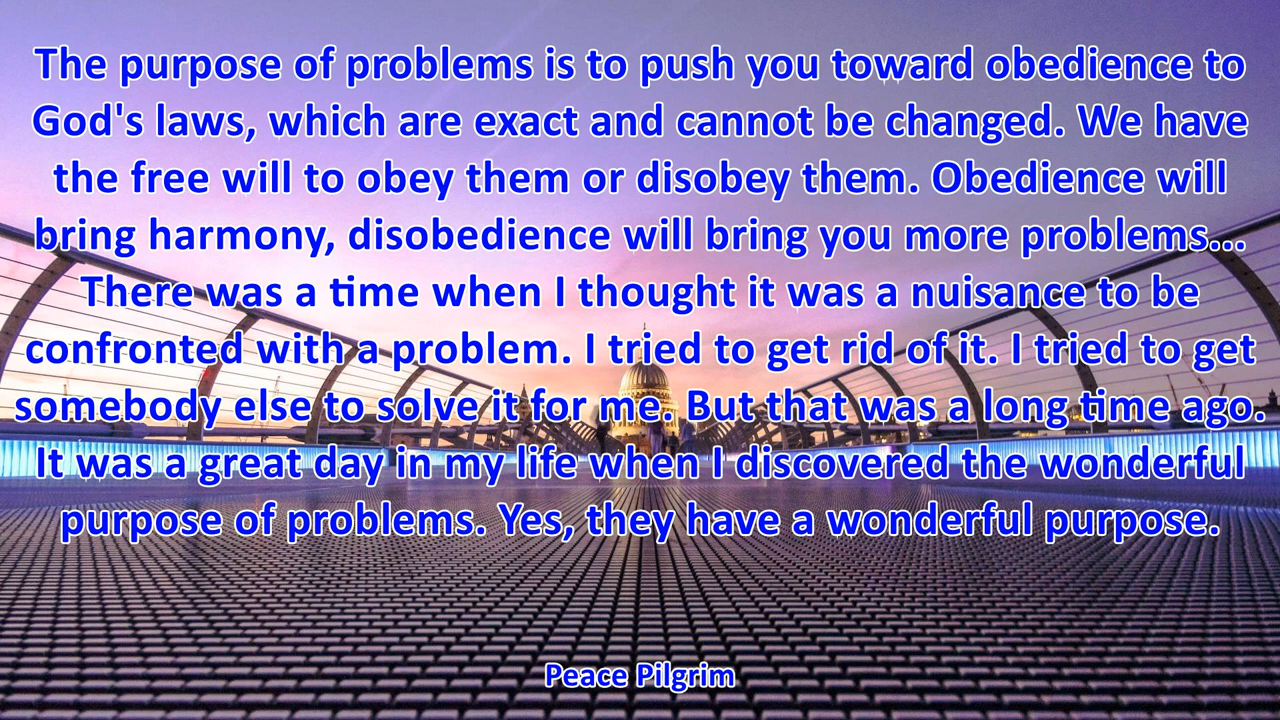 The purpose of problems is to push you toward obedience to
God's laws, which are exact and cannot be changed. We have
the free will to obey them or disobey them. Obedience will
bring harmony, disobedience will bring you more problems...
There was a time when I thought it was a nuisance to be
confronted with a problem. I tried to get rid of it. I tried to get
somebody else to solve it for me. But that was a long time ago.
It was a great day in my life when I discovered the wonderful
purpose of problems. Yes, they have a wonderful purpose.
Peace Pilgrim